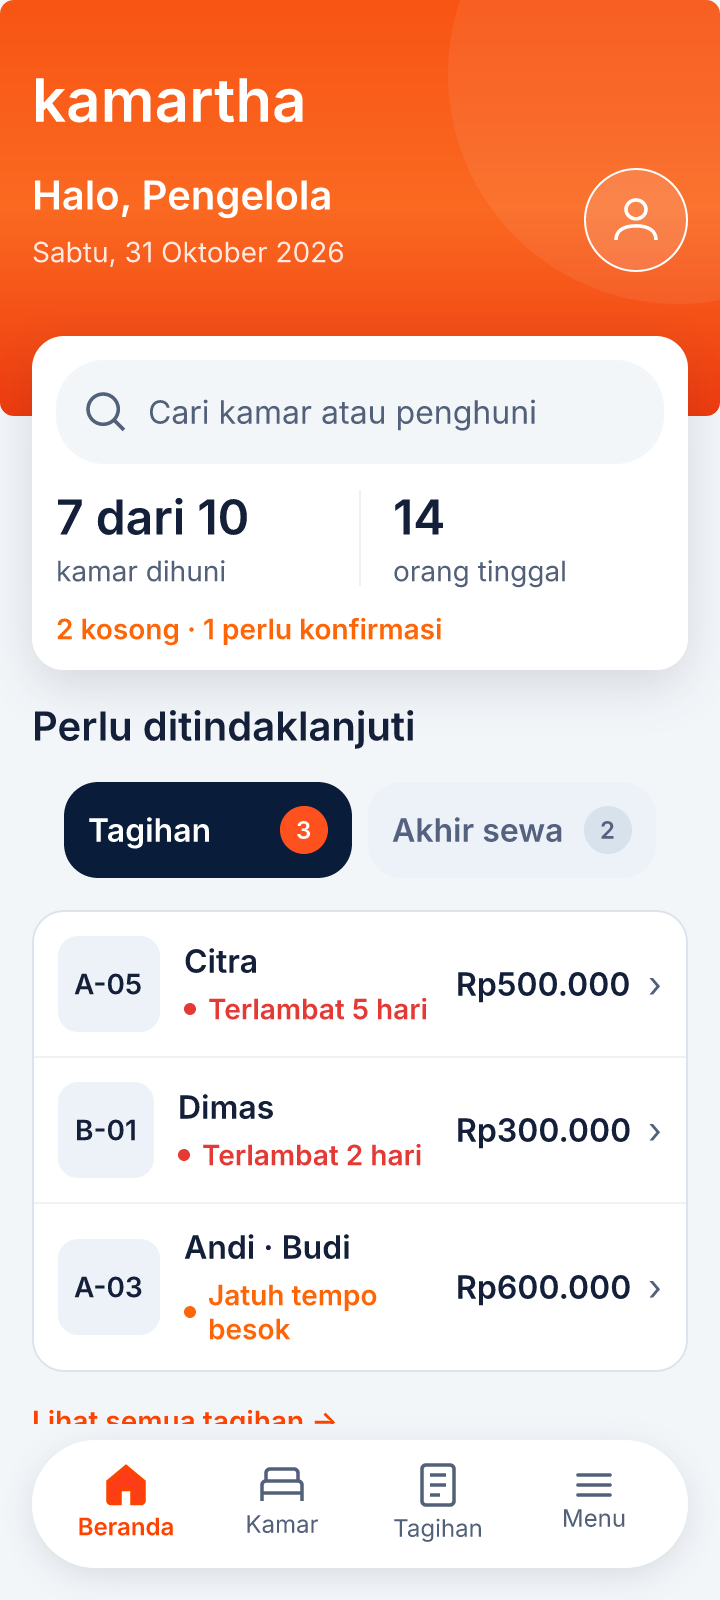 kamartha
Halo, Pengelola
Sabtu, 31 Oktober 2026
Cari kamar atau penghuni
7 dari 10
kamar dihuni
14
orang tinggal
2 kosong · 1 perlu konfirmasi
Perlu ditindaklanjuti
Tagihan 3
Akhir sewa 2
A-05
Citra
Terlambat 5 hari
Rp500.000 ›
B-01
Dimas
Terlambat 2 hari
Rp300.000 ›
A-03
Andi · Budi
Jatuh tempo
besok
Rp600.000 ›
Lihat semua tagihan →
Beranda
Kamar
Tagihan
Menu